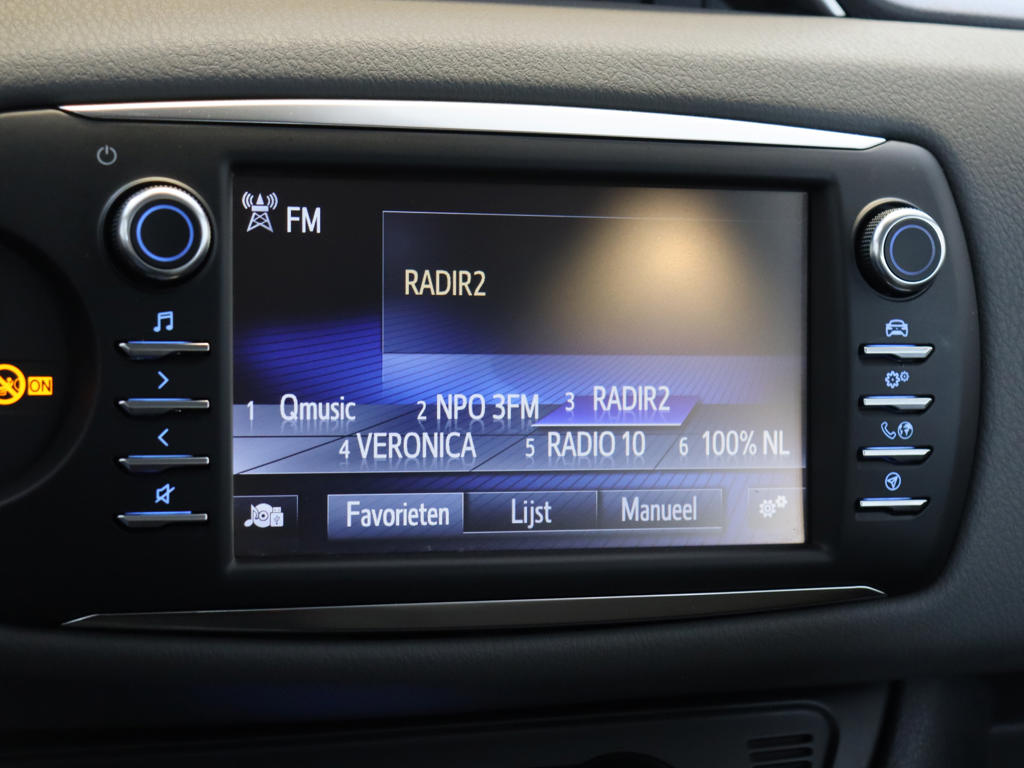 FM
RADIR2
1 Qmusic 2 NPO 3FM 3 RADIR2
4 VERONICA 5 RADIO 10 6 100% NL
Favorieten Lijst Manueel
ON